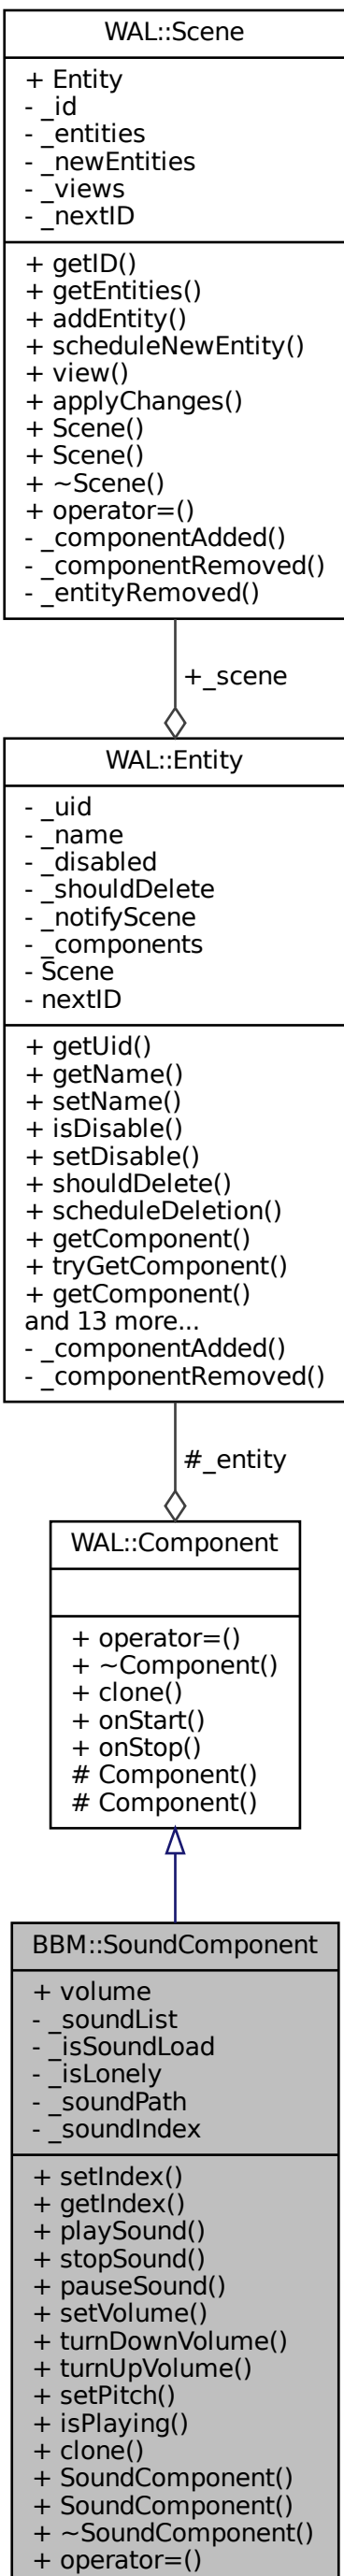 WAL::Scene
+ Entity
- _id
- _entities
- _newEntities
- _views
- _nextID
+ getID()
+ getEntities()
+ addEntity()
+ scheduleNewEntity()
+ view()
+ applyChanges()
+ Scene()
+ Scene()
+ ~Scene()
+ operator=()
- _componentAdded()
- _componentRemoved()
- _entityRemoved()
+_scene
WAL::Entity
- _uid
- _name
- _disabled
- _shouldDelete
- _notifyScene
- _components
- Scene
- nextID
+ getUid()
+ getName()
+ setName()
+ isDisable()
+ setDisable()
+ shouldDelete()
+ scheduleDeletion()
+ getComponent()
+ tryGetComponent()
+ getComponent()
and 13 more...
- _componentAdded()
- _componentRemoved()
#_entity
WAL::Component
+ operator=()
+ ~Component()
+ clone()
+ onStart()
+ onStop()
# Component()
# Component()
BBM::SoundComponent
+ volume
- _soundList
- _isSoundLoad
- _isLonely
- _soundPath
- _soundIndex
+ setIndex()
+ getIndex()
+ playSound()
+ stopSound()
+ pauseSound()
+ setVolume()
+ turnDownVolume()
+ turnUpVolume()
+ setPitch()
+ isPlaying()
+ clone()
+ SoundComponent()
+ SoundComponent()
+ ~SoundComponent()
+ operator=()